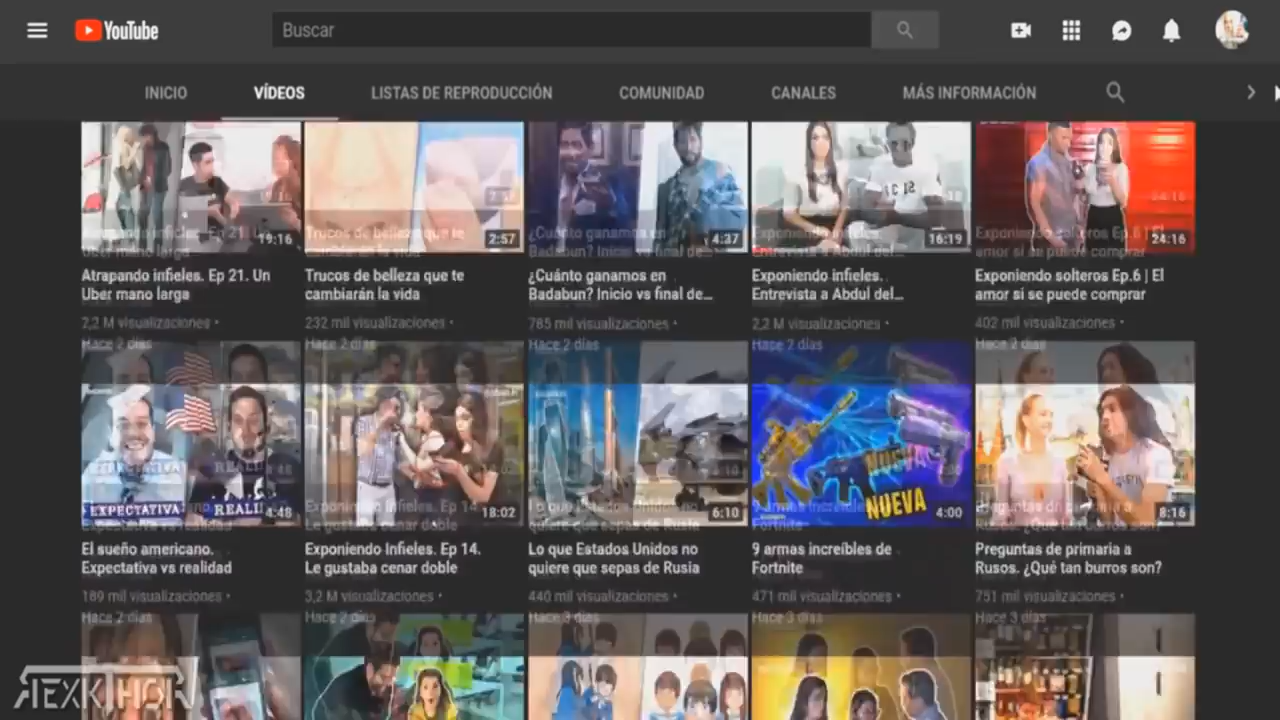 YouTube
Buscar
INICIO
VÍDEOS
LISTAS DE REPRODUCCIÓN
COMUNIDAD
CANALES
MÁS INFORMACIÓN
19:16
2:57
4:37
16:19
24:16
Atrapando infieles. Ep 21. Un
Uber mano larga
2,2 M visualizaciones •
Hace 2 días
Trucos de belleza que te
cambiarán la vida
232 mil visualizaciones •
Hace 2 días
¿Cuánto ganamos en
Badabun? Inicio vs final de...
785 mil visualizaciones •
Hace 2 días
Exponiendo infieles.
Entrevista a Abdul del...
2,2 M visualizaciones •
Hace 2 días
Exponiendo solteros Ep.6 | El
amor si se puede comprar
402 mil visualizaciones •
Hace 2 días
EXPECTATIVA
4:48
18:02
6:10
NUEVA
4:00
8:16
El sueño americano.
Expectativa vs realidad
189 mil visualizaciones •
Hace 2 días
Exponiendo Infieles. Ep 14.
Le gustaba cenar doble
3,2 M visualizaciones •
Hace 2 días
Lo que Estados Unidos no
quiere que sepas de Rusia
440 mil visualizaciones •
Hace 3 días
9 armas increíbles de
Fortnite
471 mil visualizaciones •
Hace 3 días
Preguntas de primaria a
Rusos. ¿Qué tan burros son?
751 mil visualizaciones •
Hace 3 días